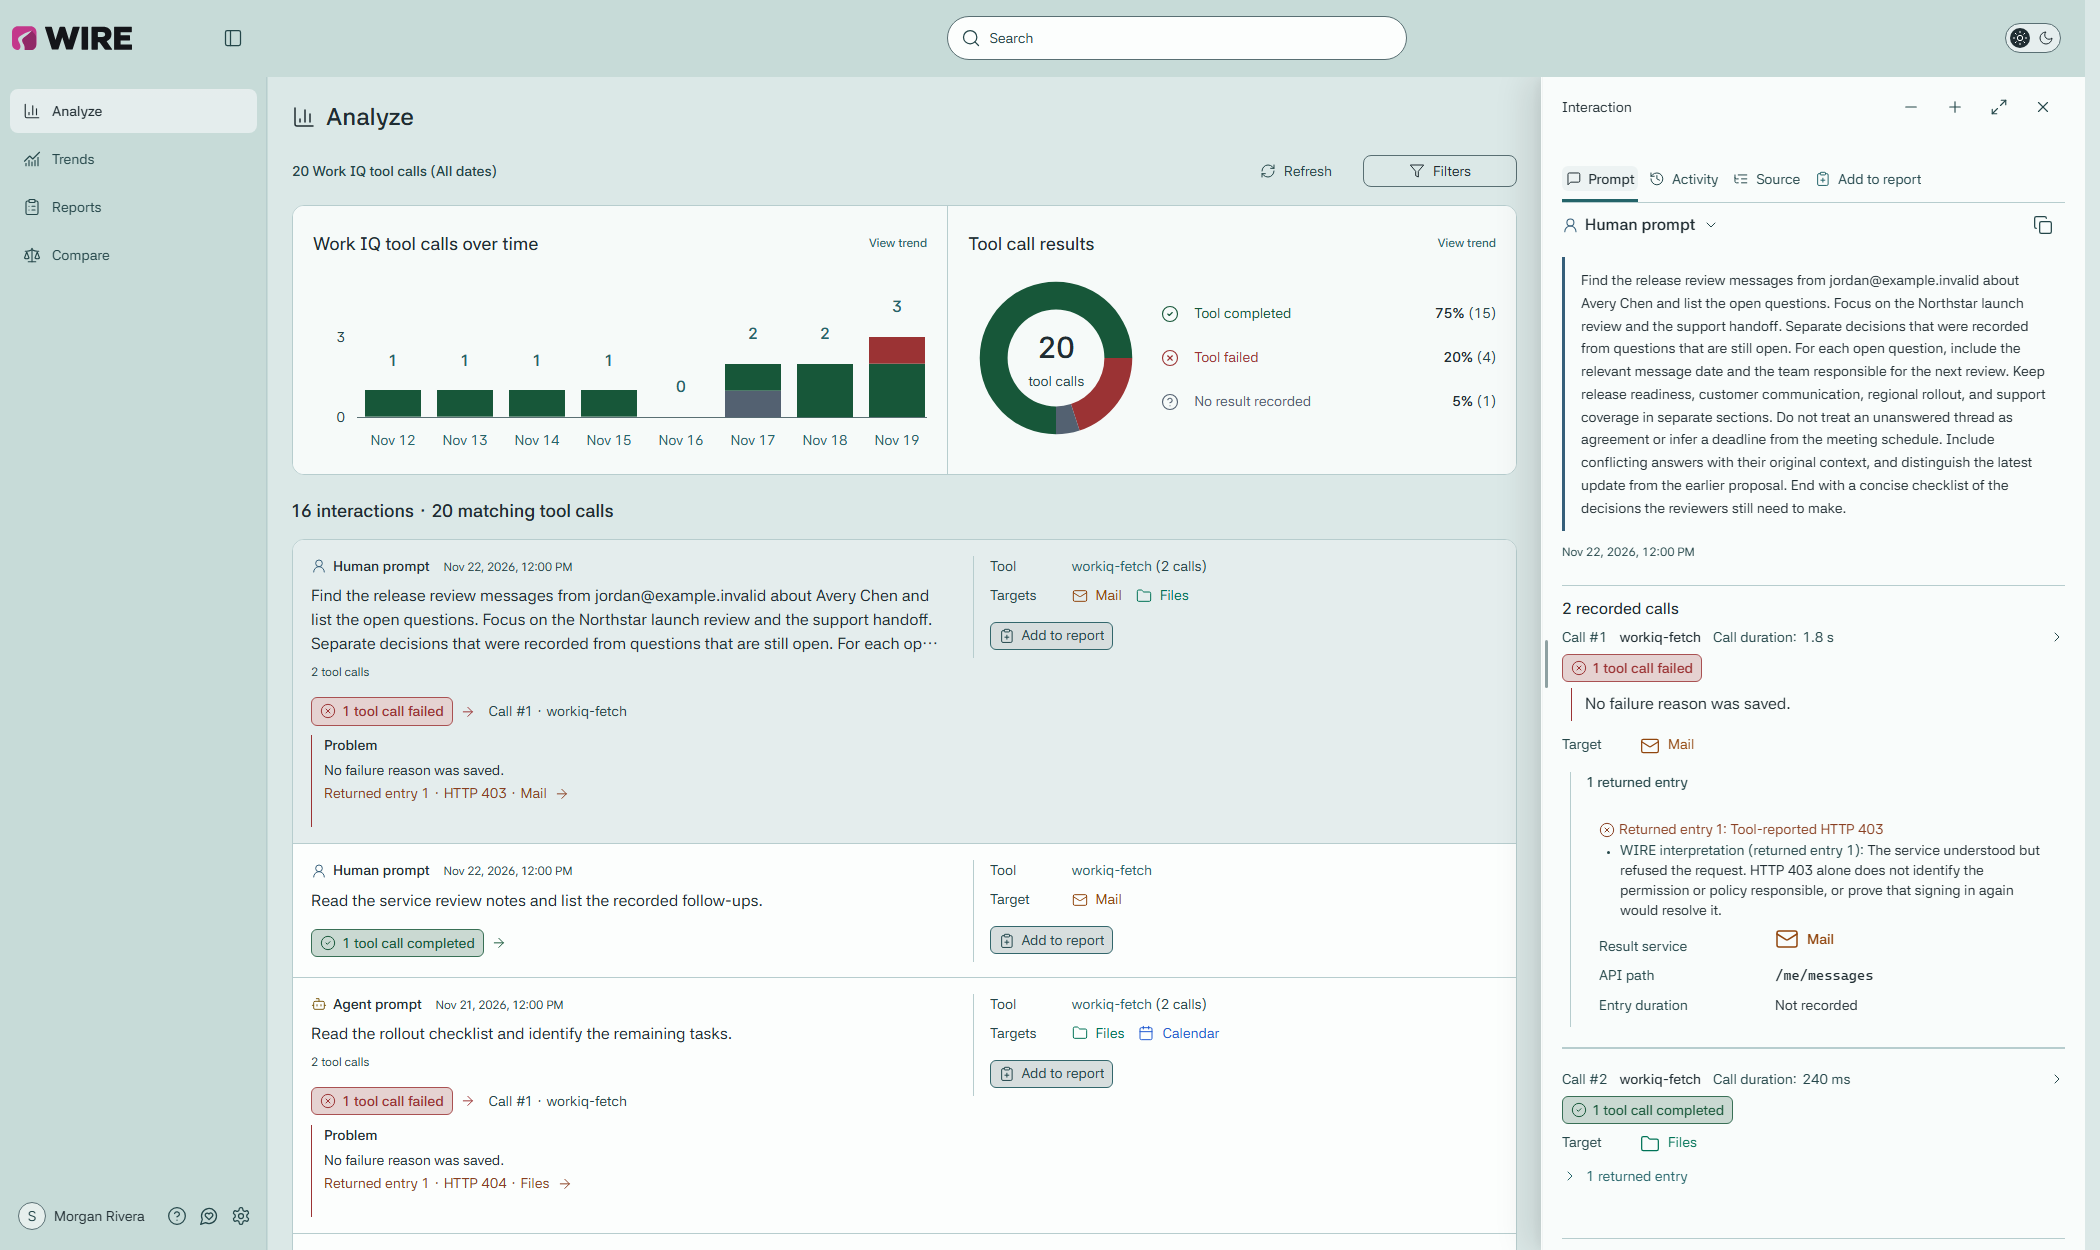 WIRE
Search
Analyze
Trends
Reports
Compare
S
Morgan Rivera
Analyze
20 Work IQ tool calls (All dates)
Refresh
Filters
Work IQ tool calls over time
View trend
3
0
1
1
1
1
0
2
2
3
Nov 12
Nov 13
Nov 14
Nov 15
Nov 16
Nov 17
Nov 18
Nov 19
Tool call results
View trend
20
tool calls
Tool completed
75% (15)
Tool failed
20% (4)
No result recorded
5% (1)
16 interactions · 20 matching tool calls
Human prompt Nov 22, 2026, 12:00 PM
Find the release review messages from jordan@example.invalid about Avery Chen and
list the open questions. Focus on the Northstar launch review and the support handoff.
Separate decisions that were recorded from questions that are still open. For each op···
2 tool calls
1 tool call failed
Call #1 · workiq-fetch
Problem
No failure reason was saved.
Returned entry 1 · HTTP 403 · Mail
Tool workiq-fetch (2 calls)
Targets Mail Files
Add to report
Human prompt Nov 22, 2026, 12:00 PM
Read the service review notes and list the recorded follow-ups.
1 tool call completed
Tool workiq-fetch
Target Mail
Add to report
Agent prompt Nov 21, 2026, 12:00 PM
Read the rollout checklist and identify the remaining tasks.
2 tool calls
1 tool call failed
Call #1 · workiq-fetch
Problem
No failure reason was saved.
Returned entry 1 · HTTP 404 · Files
Tool workiq-fetch (2 calls)
Targets Files Calendar
Add to report
Interaction
Prompt Activity Source Add to report
Human prompt
Find the release review messages from jordan@example.invalid about
Avery Chen and list the open questions. Focus on the Northstar launch
review and the support handoff. Separate decisions that were recorded
from questions that are still open. For each open question, include the
relevant message date and the team responsible for the next review. Keep
release readiness, customer communication, regional rollout, and support
coverage in separate sections. Do not treat an unanswered thread as
agreement or infer a deadline from the meeting schedule. Include
conflicting answers with their original context, and distinguish the latest
update from the earlier proposal. End with a concise checklist of the
decisions the reviewers still need to make.
Nov 22, 2026, 12:00 PM
2 recorded calls
Call #1 workiq-fetch Call duration: 1.8 s
1 tool call failed
No failure reason was saved.
Target Mail
1 returned entry
Returned entry 1: Tool-reported HTTP 403
• WIRE interpretation (returned entry 1): The service understood but
refused the request. HTTP 403 alone does not identify the
permission or policy responsible, or prove that signing in again
would resolve it.
Result service Mail
API path /me/messages
Entry duration Not recorded
Call #2 workiq-fetch Call duration: 240 ms
1 tool call completed
Target Files
1 returned entry